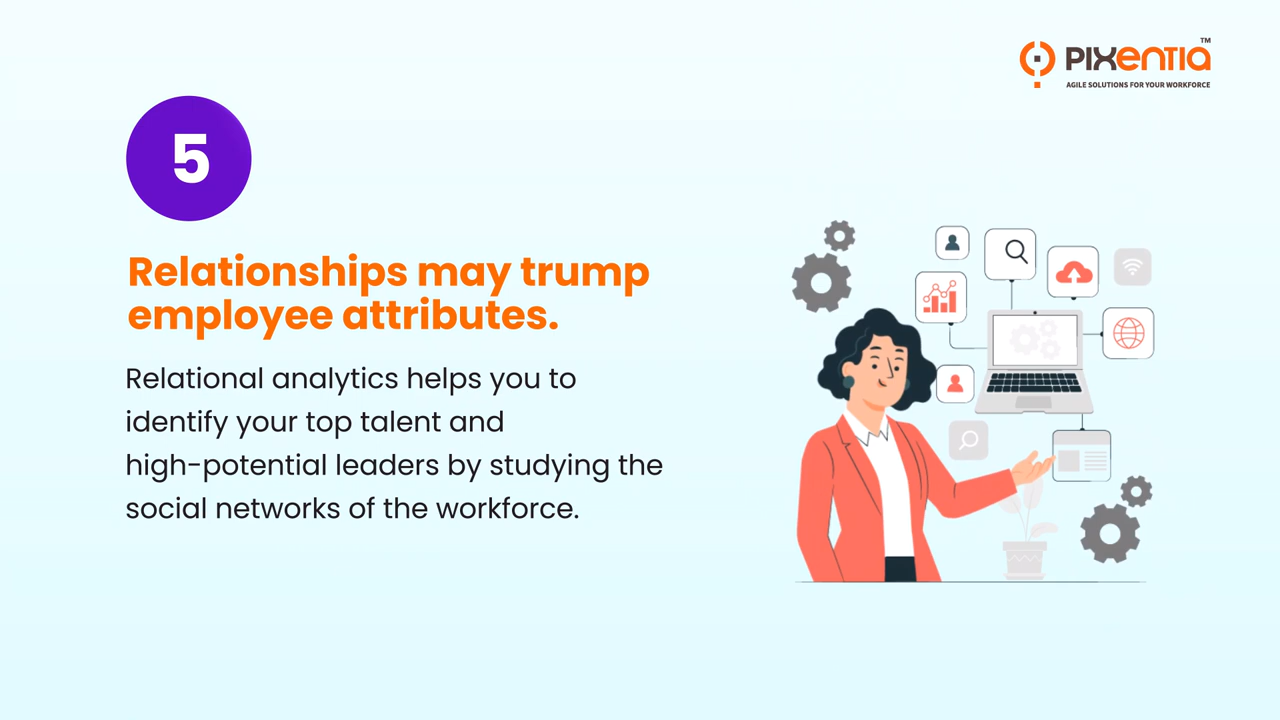 PIXentia™
AGILE SOLUTIONS FOR YOUR WORKFORCE
5
Relationships may trump
employee attributes.
Relational analytics helps you to
identify your top talent and
high-potential leaders by studying the
social networks of the workforce.